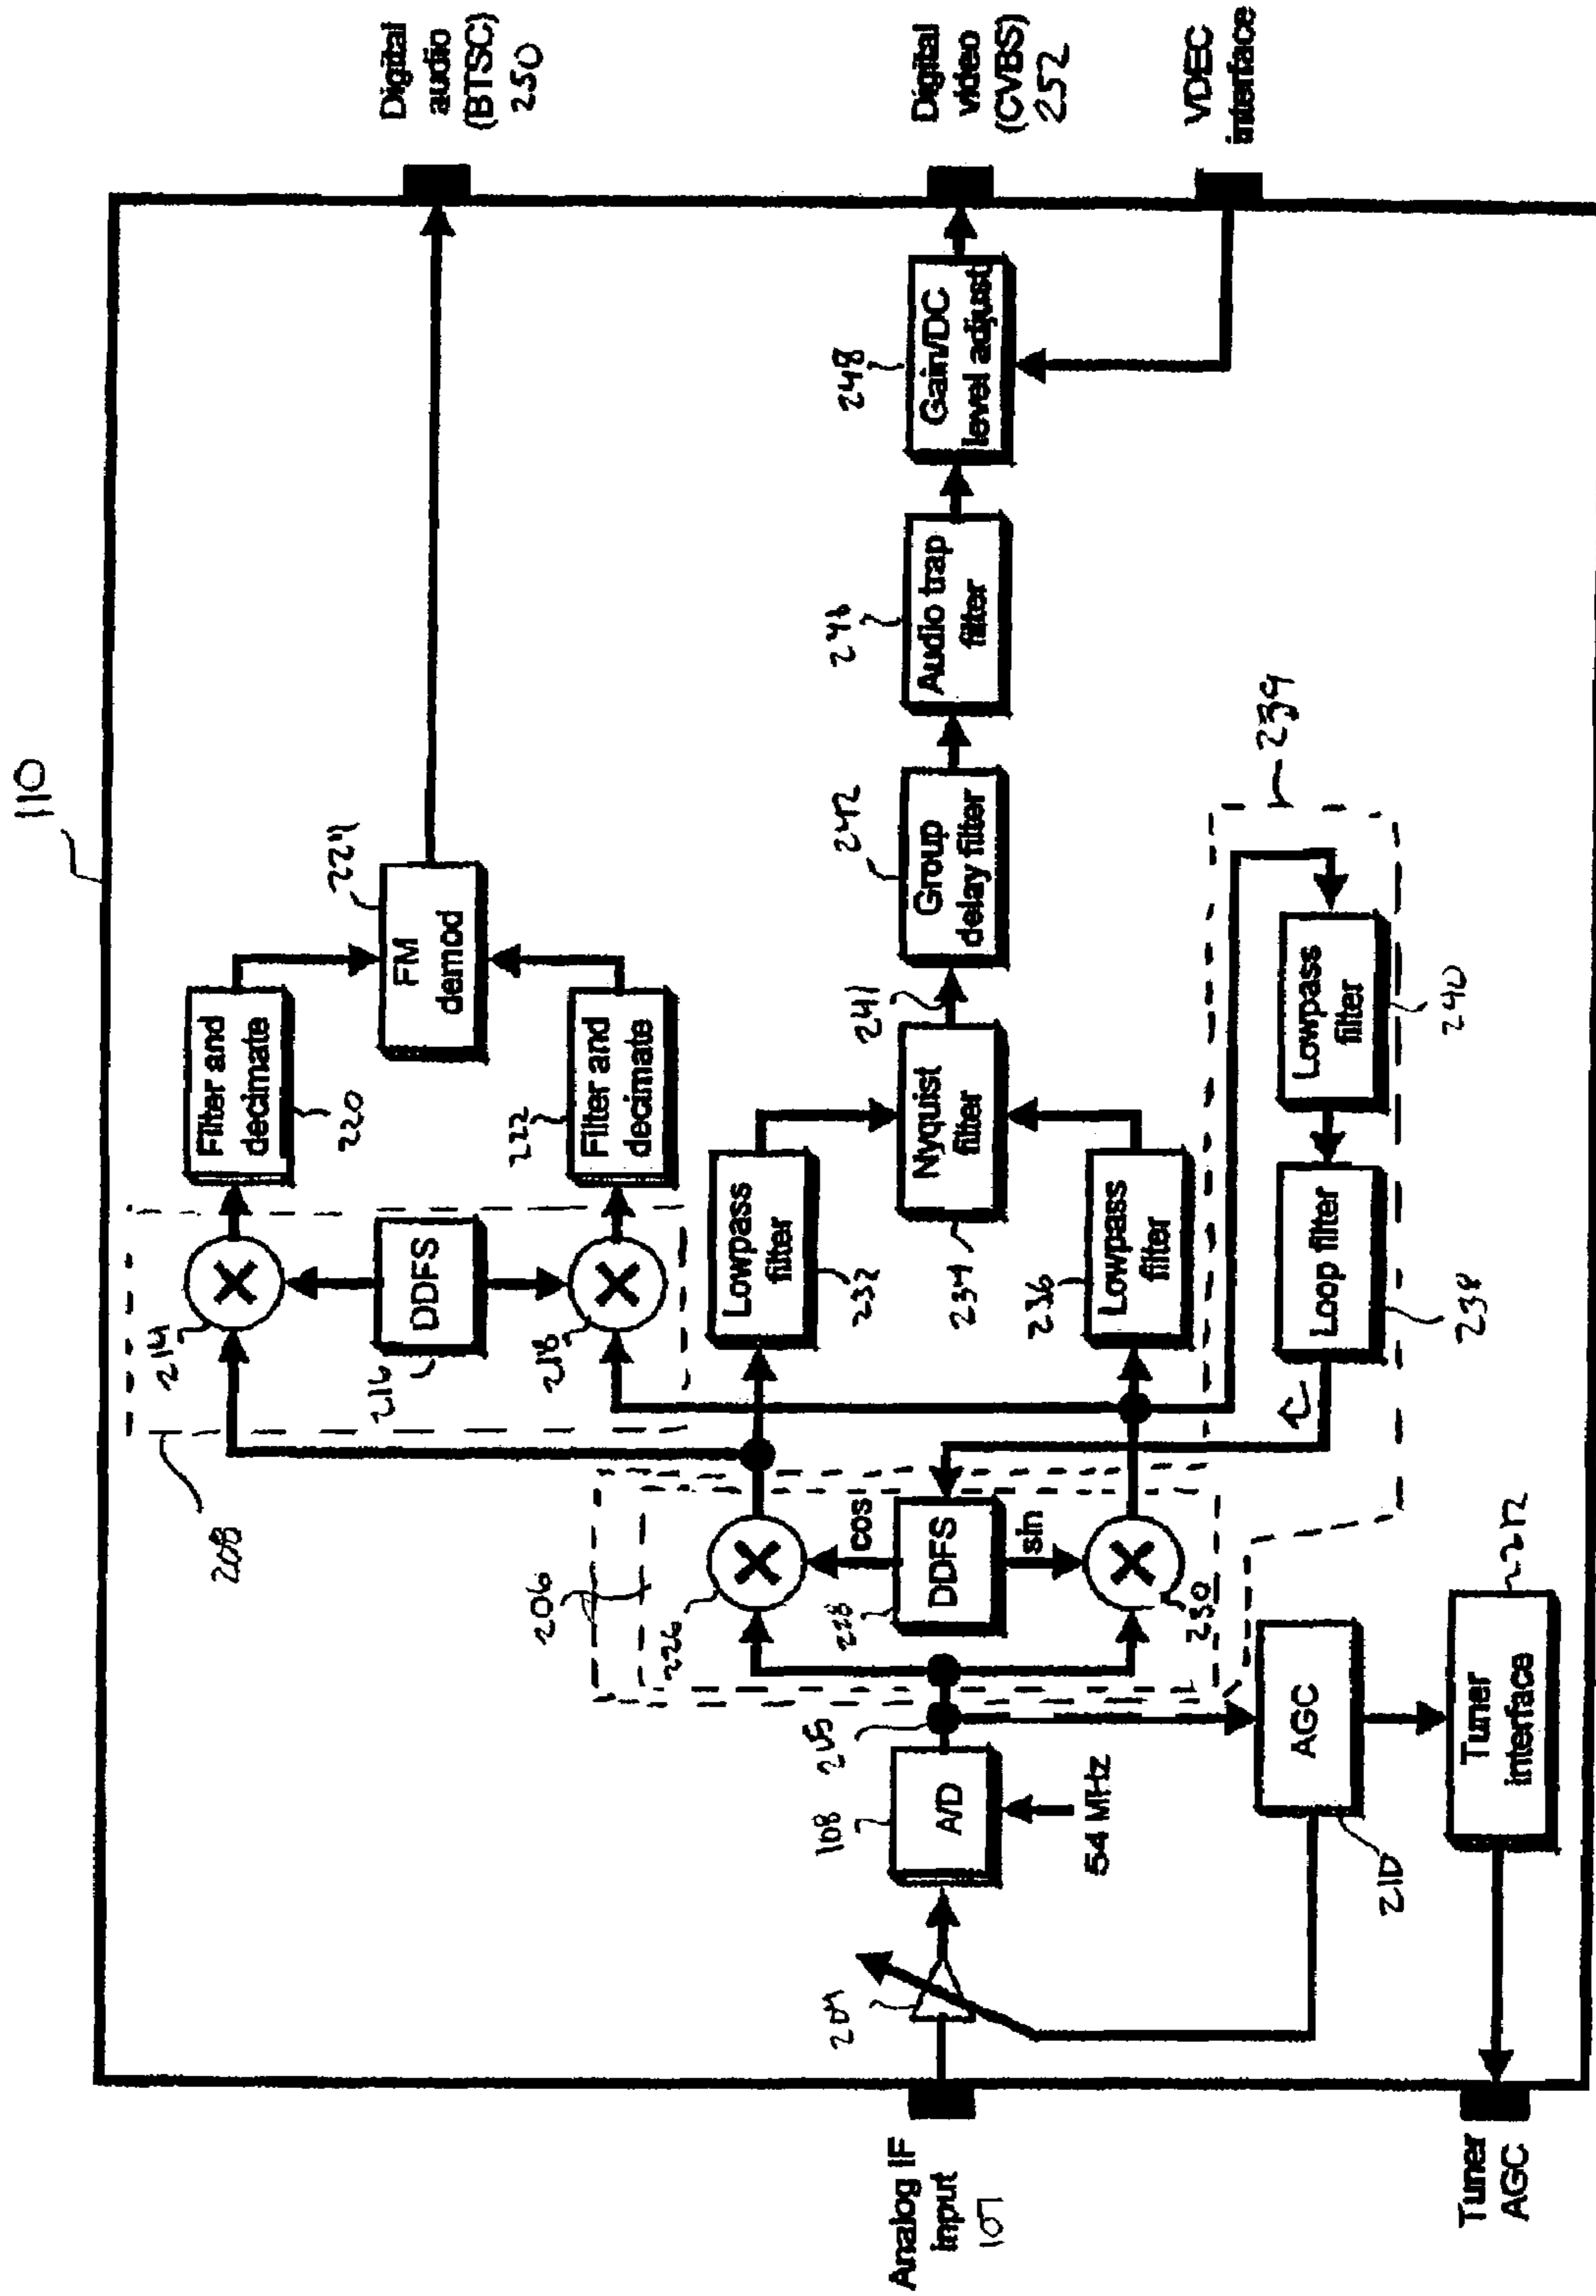 110
Digital
audio
(BTSC)
250
Filter and
decimate
220
FM
demod
224
214
DDFS
216
218
Filter and
decimate
222
208
Lowpass
filter
232
206
226
cos
DDFS
228
sin
230
Nyquist
filter
234
241
Group
delay filter
242
Audio trap
filter
246
Gain/DC
level adjust
248
Digital
video
(CVBS)
252
VDEC
interface
Lowpass
filter
236
239
Lowpass
filter
240
Loop filter
238
Analog IF
input
107
204
A/D
108
54 MHz
AGC
210
Tuner
interface
212
Tuner
AGC